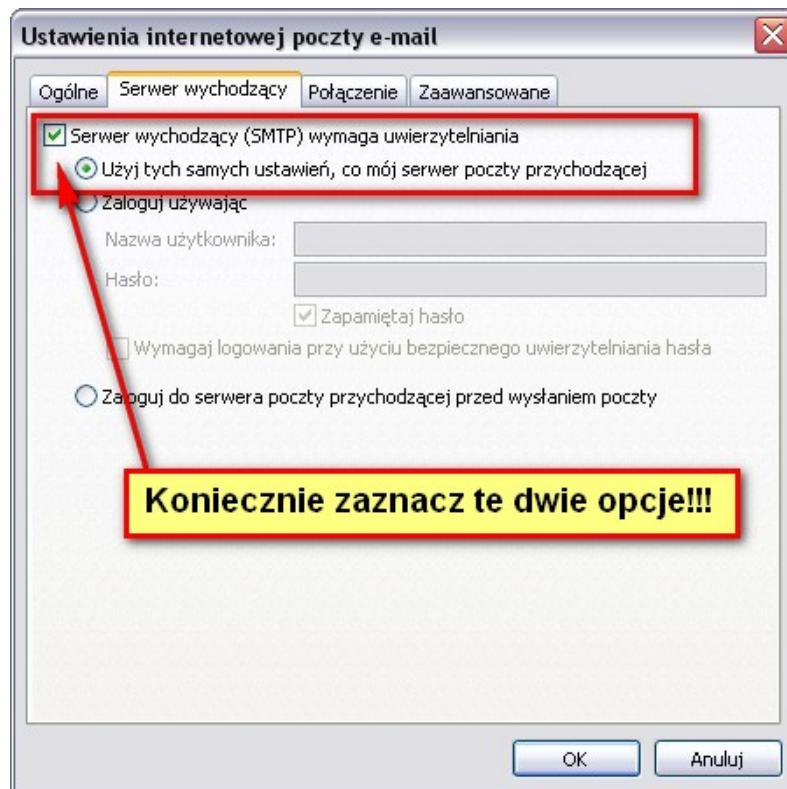 Ustawienia internetowej poczty e-mail
Ogólne Serwer wychodzący Połączenie Zaawansowane
Serwer wychodzący (SMTP) wymaga uwierzytelniania
Użyj tych samych ustawień, co mój serwer poczty przychodzącej
Zaloguj używając
Nazwa użytkownika:
Hasło:
Zapamiętaj hasło
Wymagaj logowania przy użyciu bezpiecznego uwierzytelniania hasła
Zaloguj do serwera poczty przychodzącej przed wysłaniem poczty
Koniecznie zaznacz te dwie opcje!!!
OK Anuluj